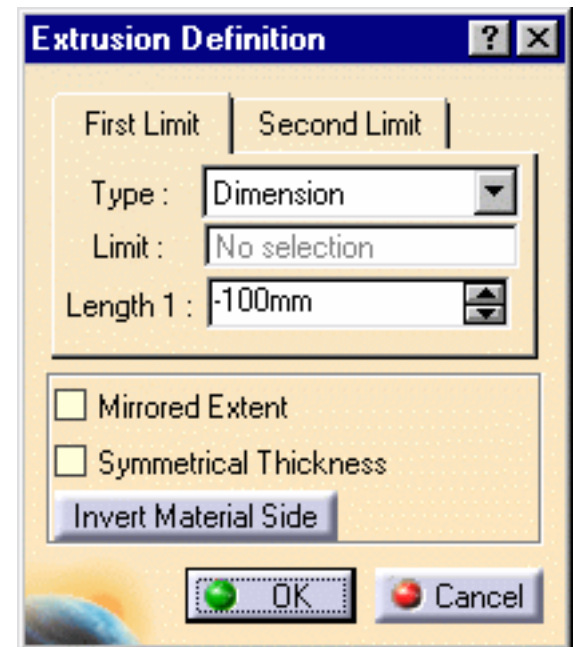 Extrusion Definition ? X
First Limit Second Limit
Type : Dimension
Limit : No selection
Length 1 : -100mm
Mirrored Extent
Symmetrical Thickness
Invert Material Side
OK Cancel